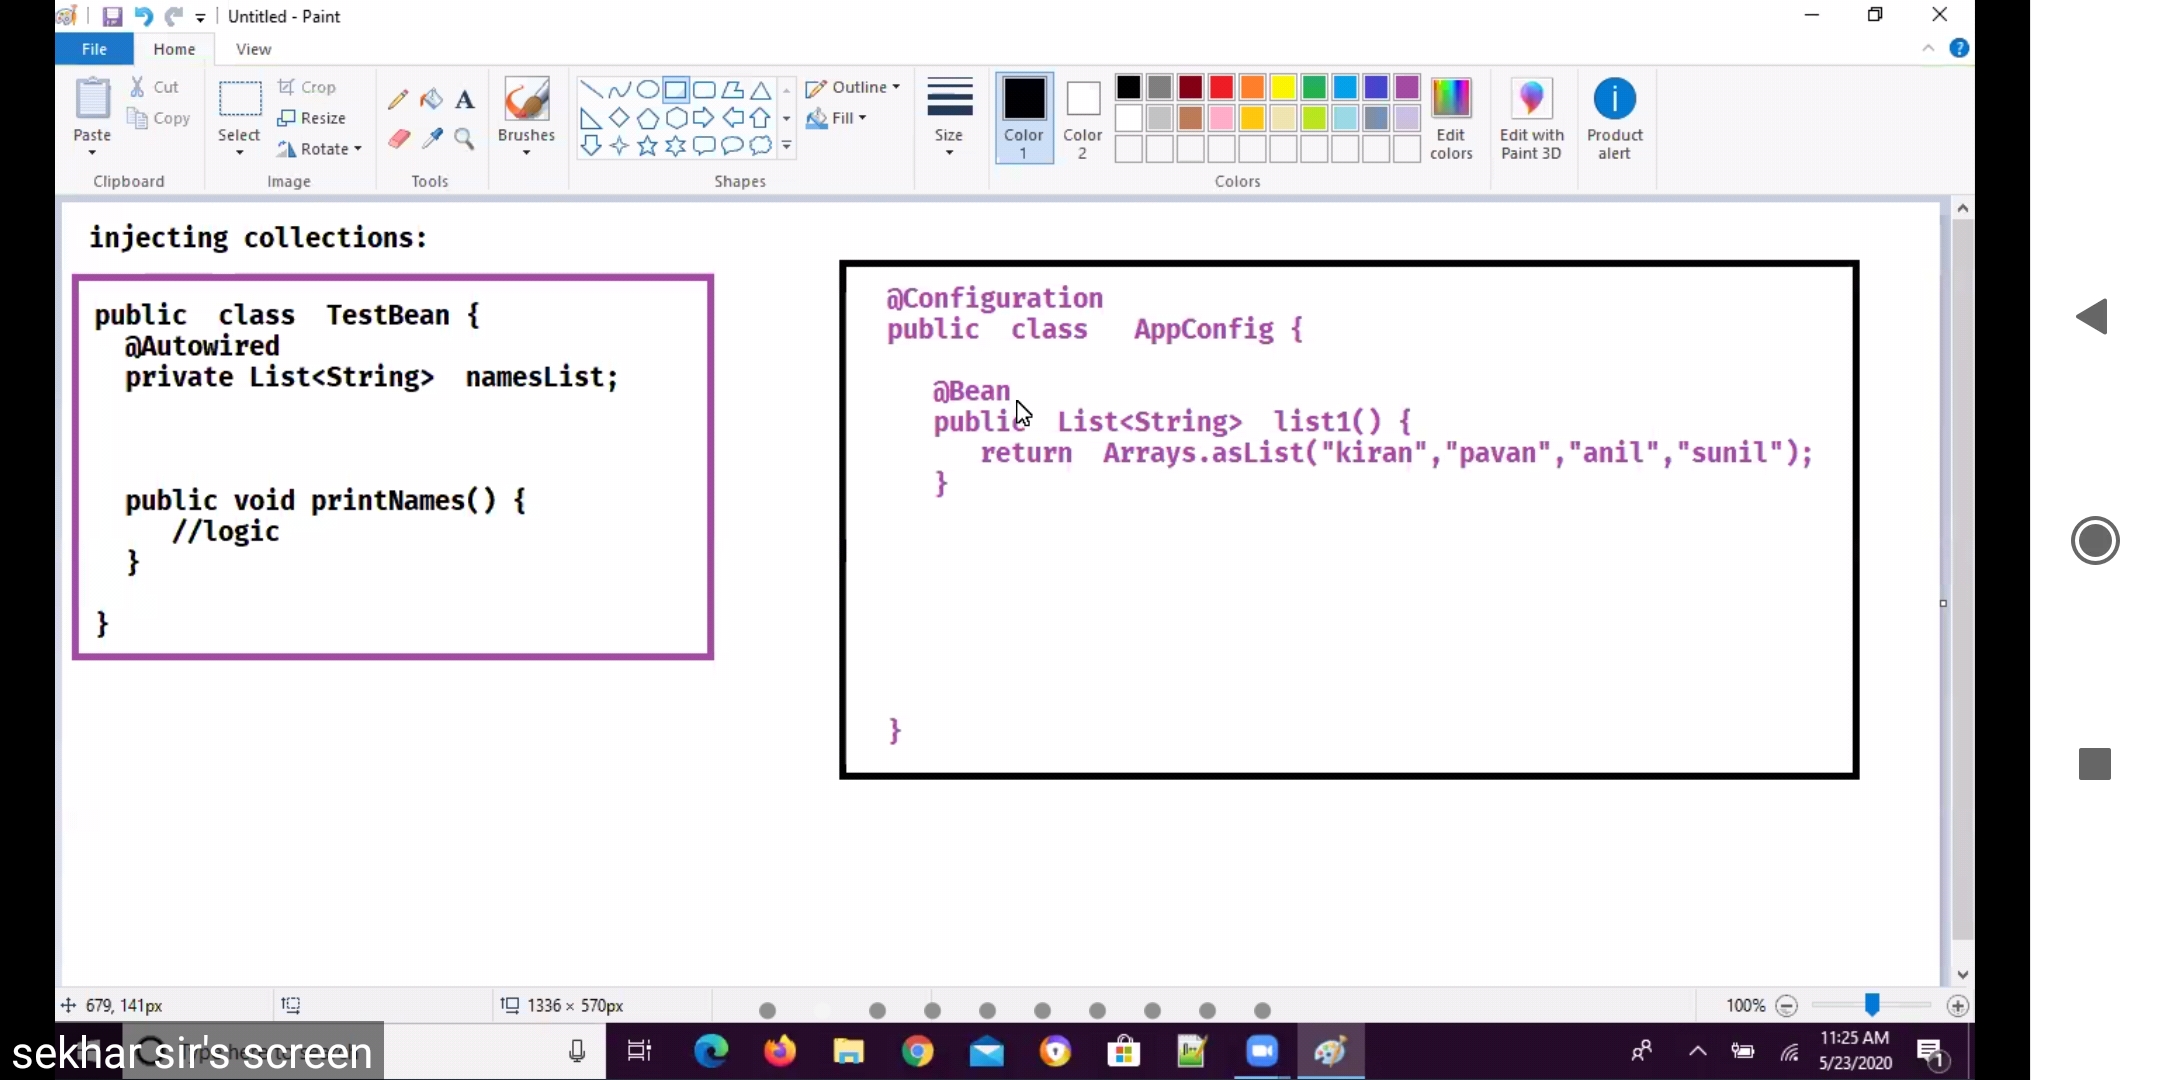 Untitled - Paint
File Home View
Paste
Cut
Copy
Clipboard
Select
Crop
Resize
Rotate
Image
Tools
Brushes
Shapes
Outline
Fill
Size
Color 1
Color 2
Colors
Edit colors
Edit with Paint 3D
Product alert
injecting collections:
public class TestBean {
@Autowired
private List<String> namesList;
public void printNames() {
//logic
}
}
@Configuration
public class AppConfig {
@Bean
public List<String> list1() {
return Arrays.asList("kiran","pavan","anil","sunil");
}
}
679, 141px
1336 × 570px
100%
sekhar sir's screen
11:25 AM
5/23/2020
1